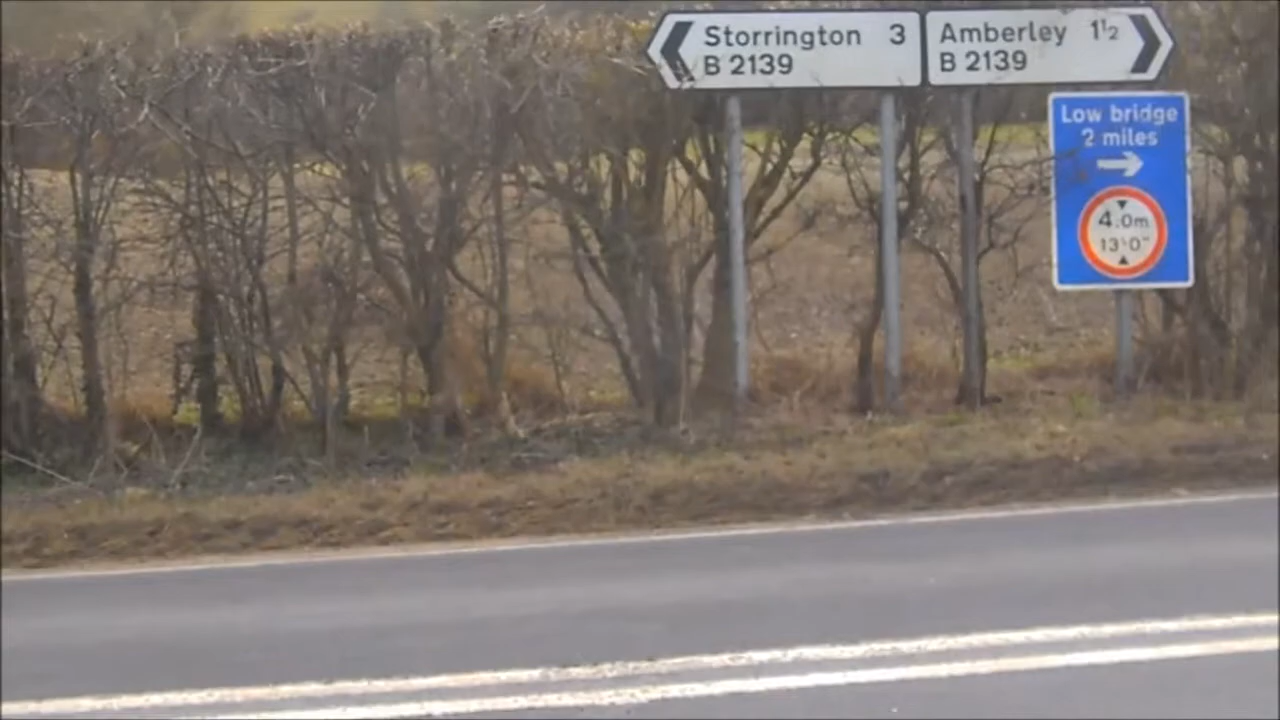 Storrington 3
B 2139
Amberley 1½
B 2139
Low bridge
2 miles
4.0m
13'0"